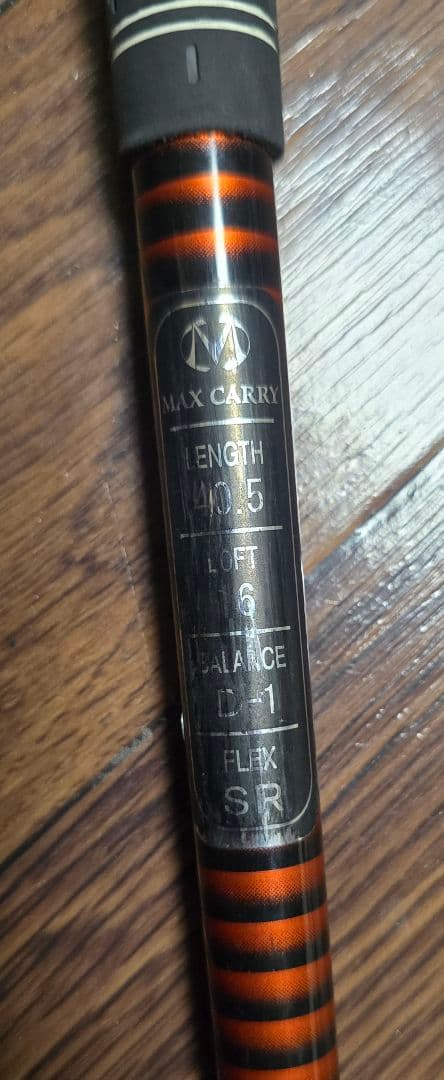 MAX CARRY
LENGTH
40.5
LOFT
16
BALANCE
D-1
FLEX
SR